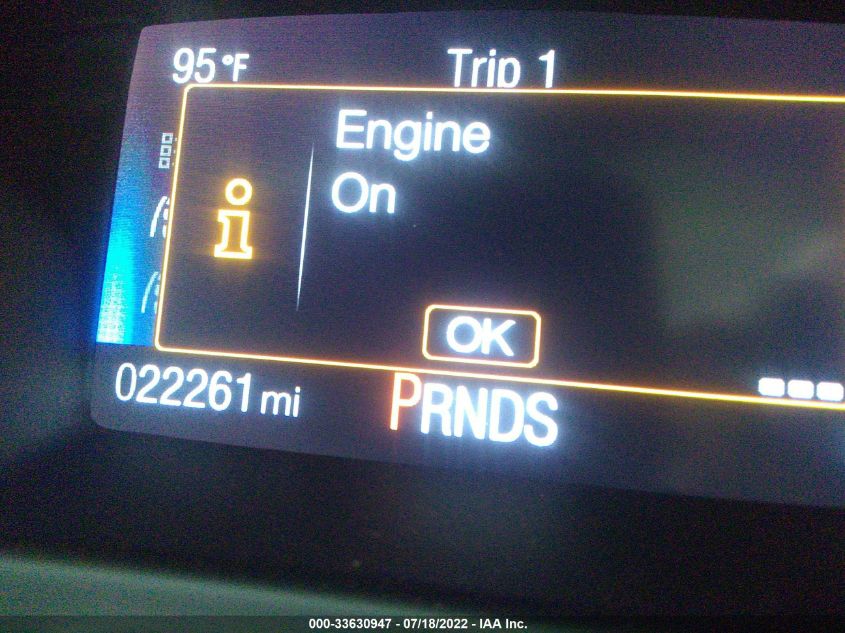 95°F
Trip 1
Engine
On
OK
022261 mi
PRNDS
000-33630947 - 07/18/2022 - IAA Inc.